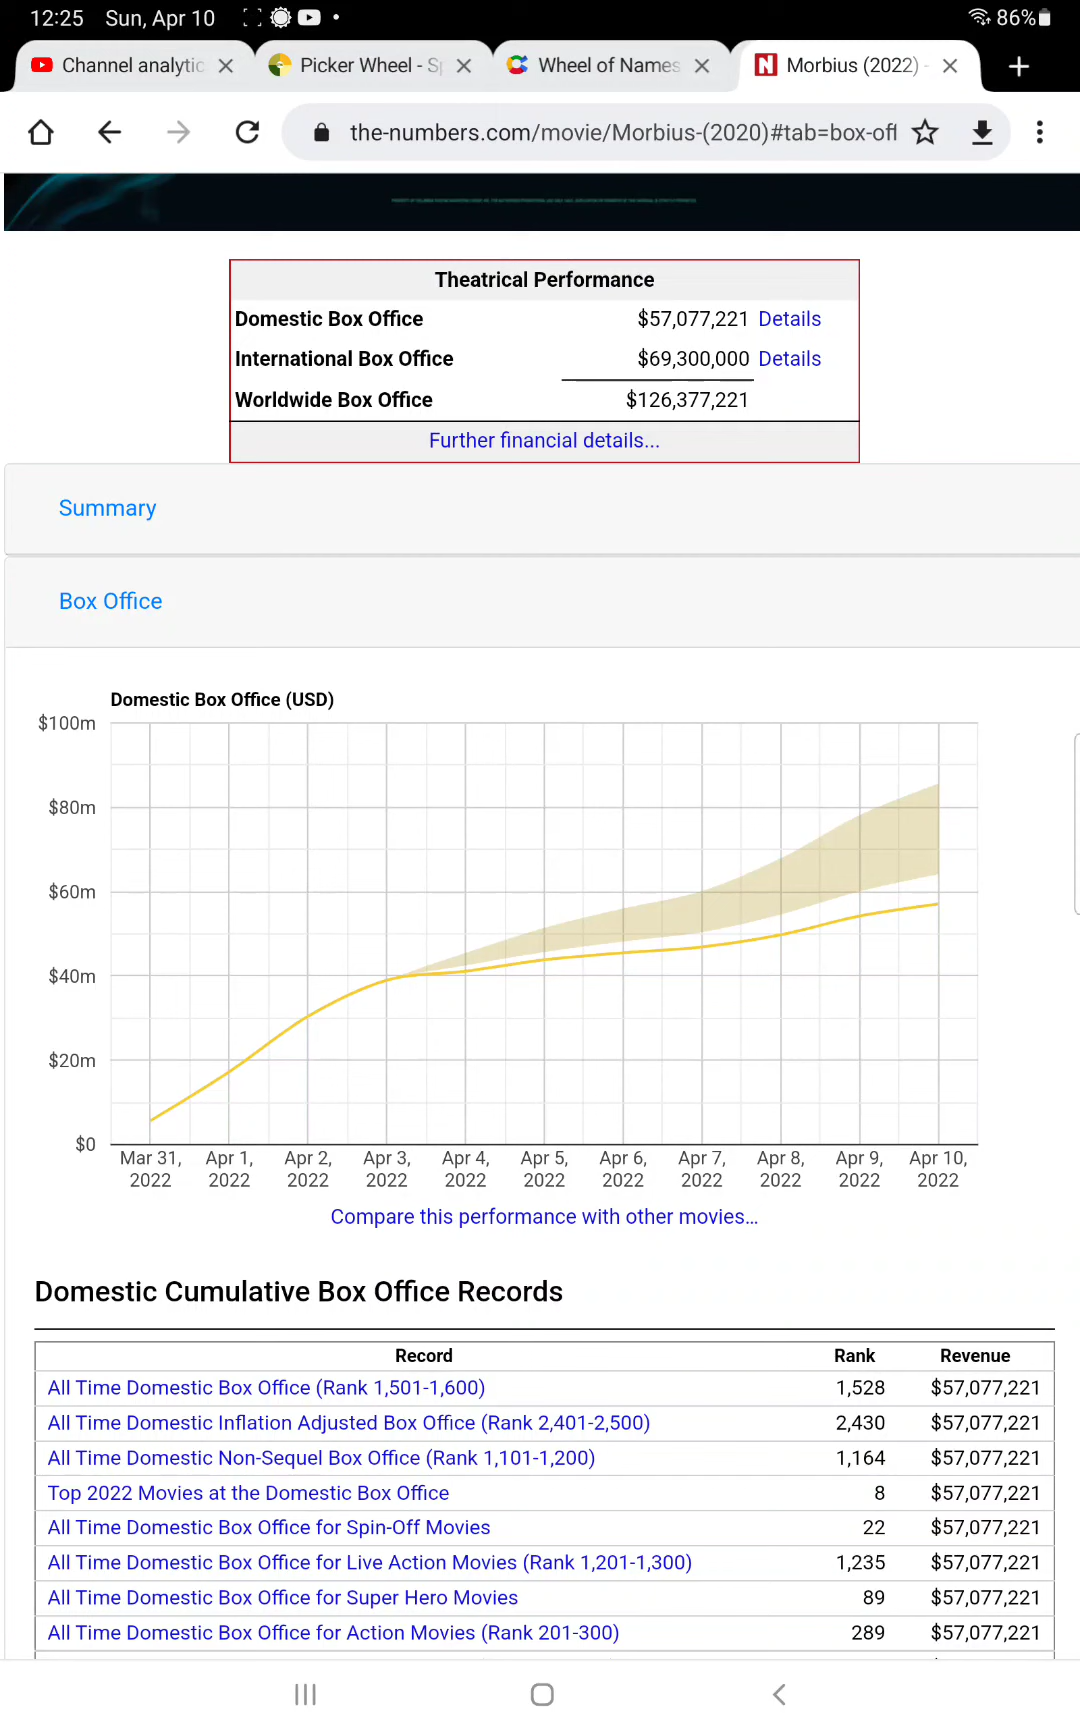 12:25 Sun, Apr 10 86%
Channel analytic Picker Wheel - Sp Wheel of Names Morbius (2022) -
the-numbers.com/movie/Morbius-(2020)#tab=box-off
Theatrical Performance
Domestic Box Office $57,077,221 Details
International Box Office $69,300,000 Details
Worldwide Box Office $126,377,221
Further financial details...
Summary
Box Office
Domestic Box Office (USD)
$100m
$80m
$60m
$40m
$20m
$0
Mar 31, Apr 1, Apr 2, Apr 3, Apr 4, Apr 5, Apr 6, Apr 7, Apr 8, Apr 9, Apr 10,
2022 2022 2022 2022 2022 2022 2022 2022 2022 2022 2022
Compare this performance with other movies...
Domestic Cumulative Box Office Records
Record Rank Revenue
All Time Domestic Box Office (Rank 1,501-1,600) 1,528 $57,077,221
All Time Domestic Inflation Adjusted Box Office (Rank 2,401-2,500) 2,430 $57,077,221
All Time Domestic Non-Sequel Box Office (Rank 1,101-1,200) 1,164 $57,077,221
Top 2022 Movies at the Domestic Box Office 8 $57,077,221
All Time Domestic Box Office for Spin-Off Movies 22 $57,077,221
All Time Domestic Box Office for Live Action Movies (Rank 1,201-1,300) 1,235 $57,077,221
All Time Domestic Box Office for Super Hero Movies 89 $57,077,221
All Time Domestic Box Office for Action Movies (Rank 201-300) 289 $57,077,221